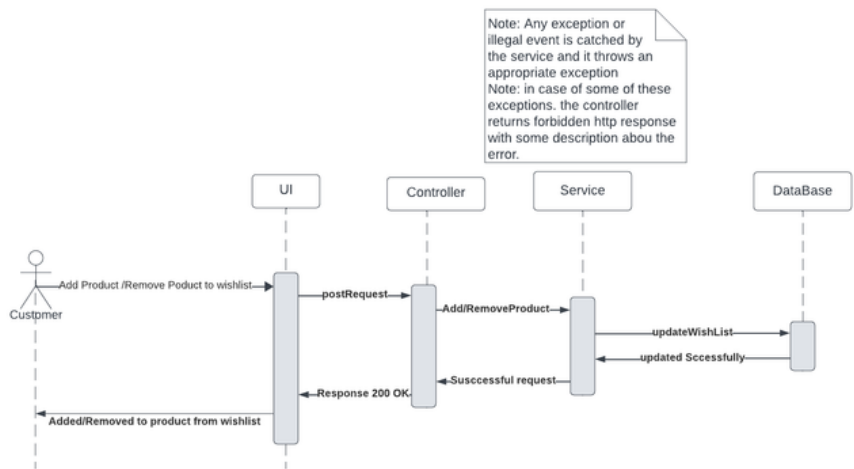 Note: Any exception or
illegal event is catched by
the service and it throws an
appropriate exception
Note: in case of some of these
exceptions. the controller
returns forbidden http response
with some description abou the
error.
UI
Controller
Service
DataBase
Add Product /Remove Poduct to wishlist
Customer
postRequest
Add/RemoveProduct
updateWishList
updated Sccessfully
Susccessful request
Response 200 OK
Added/Removed to product from wishlist